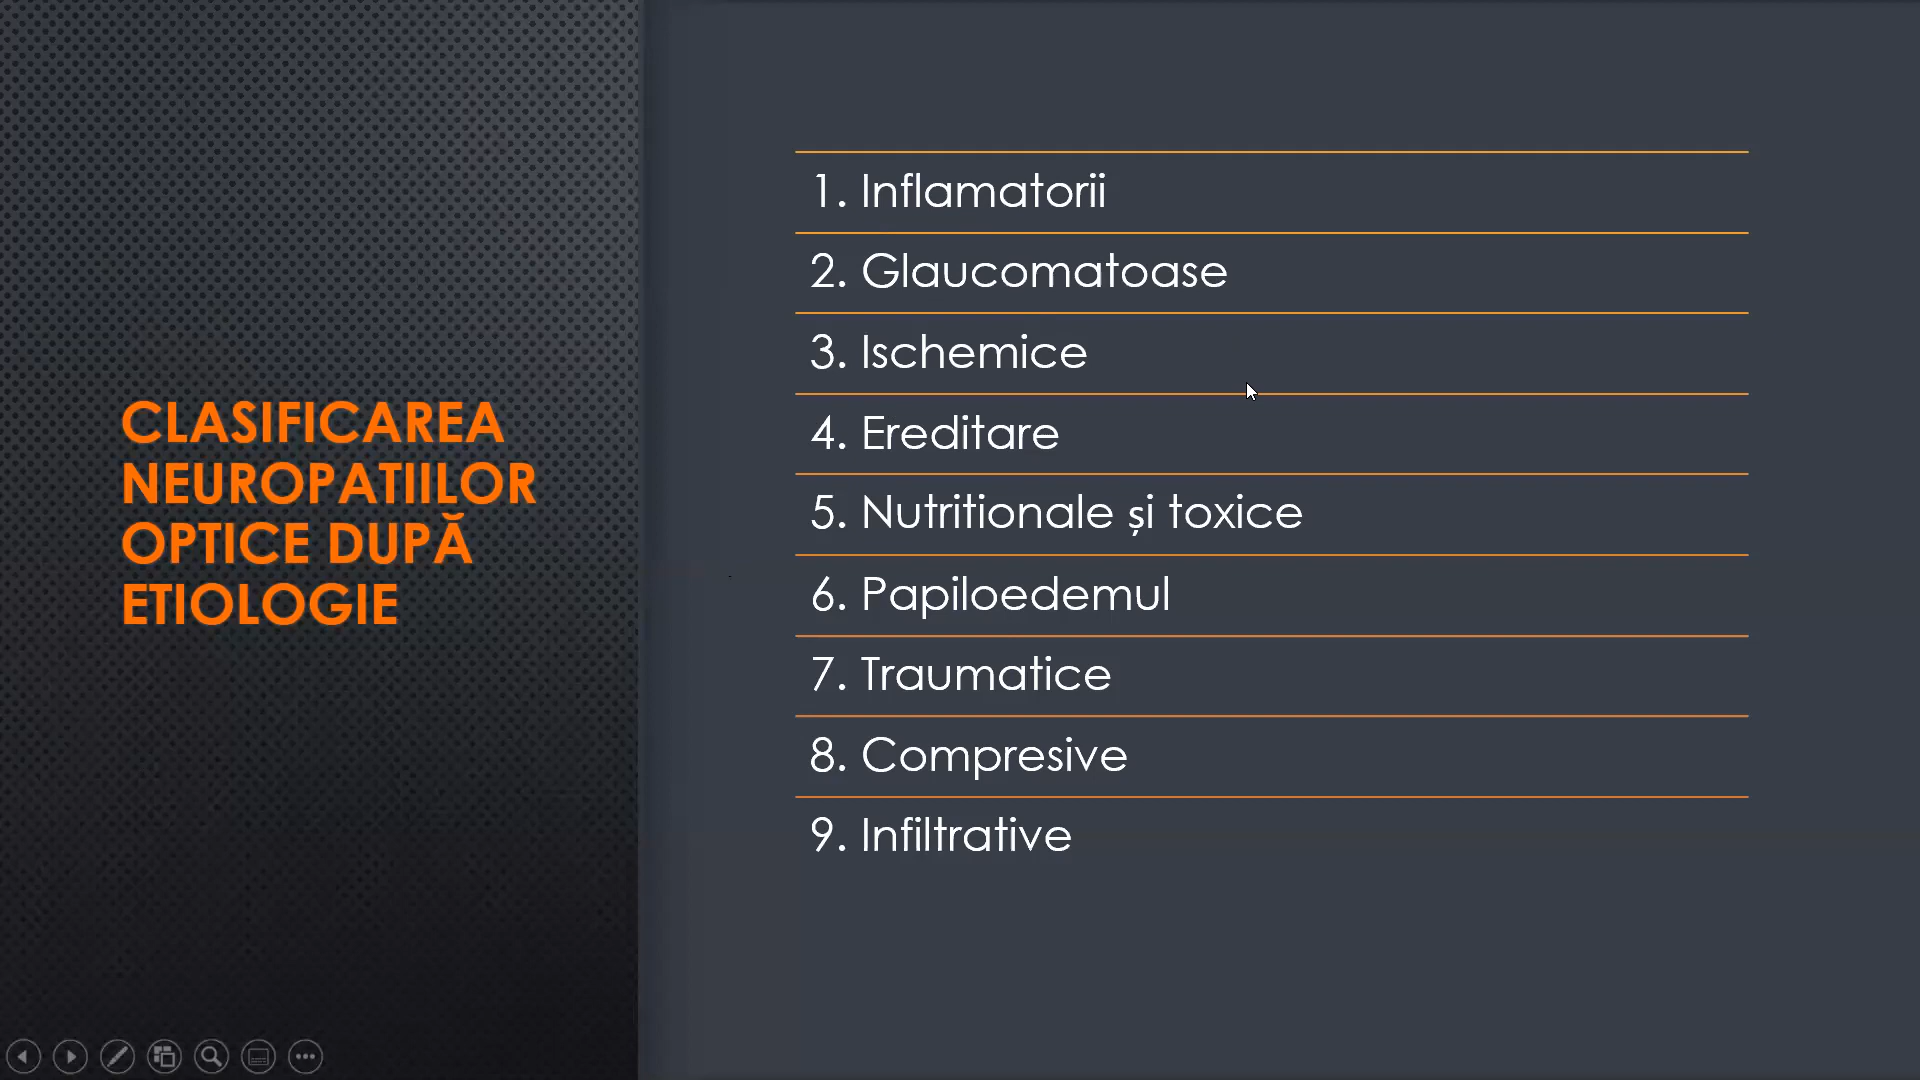 CLASIFICAREA
NEUROPATIILOR
OPTICE DUPĂ
ETIOLOGIE
1. Inflamatorii
2. Glaucomatoase
3. Ischemice
4. Ereditare
5. Nutritionale și toxice
6. Papiloedemul
7. Traumatice
8. Compresive
9. Infiltrative